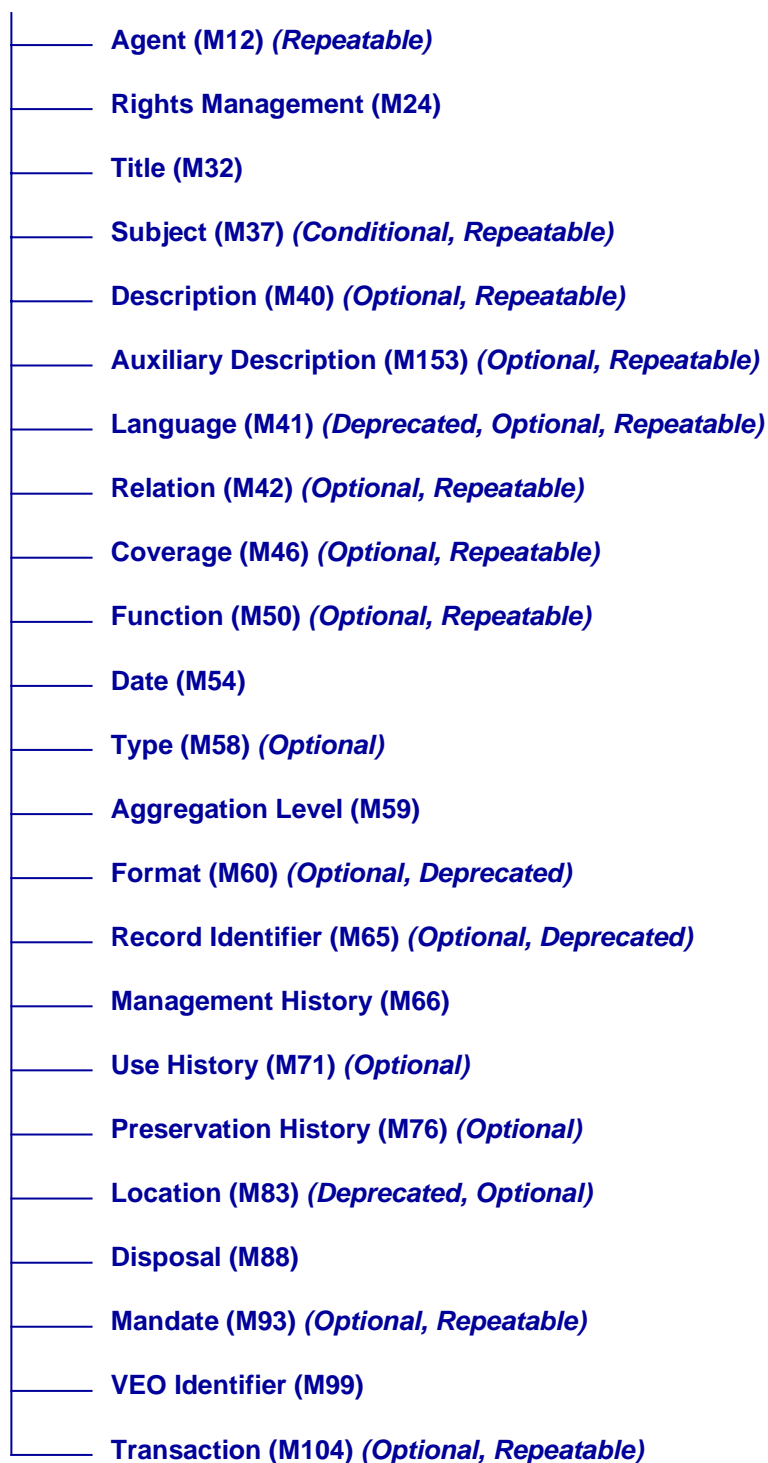 Agent (M12) (Repeatable)
Rights Management (M24)
Title (M32)
Subject (M37) (Conditional, Repeatable)
Description (M40) (Optional, Repeatable)
Auxiliary Description (M153) (Optional, Repeatable)
Language (M41) (Deprecated, Optional, Repeatable)
Relation (M42) (Optional, Repeatable)
Coverage (M46) (Optional, Repeatable)
Function (M50) (Optional, Repeatable)
Date (M54)
Type (M58) (Optional)
Aggregation Level (M59)
Format (M60) (Optional, Deprecated)
Record Identifier (M65) (Optional, Deprecated)
Management History (M66)
Use History (M71) (Optional)
Preservation History (M76) (Optional)
Location (M83) (Deprecated, Optional)
Disposal (M88)
Mandate (M93) (Optional, Repeatable)
VEO Identifier (M99)
Transaction (M104) (Optional, Repeatable)